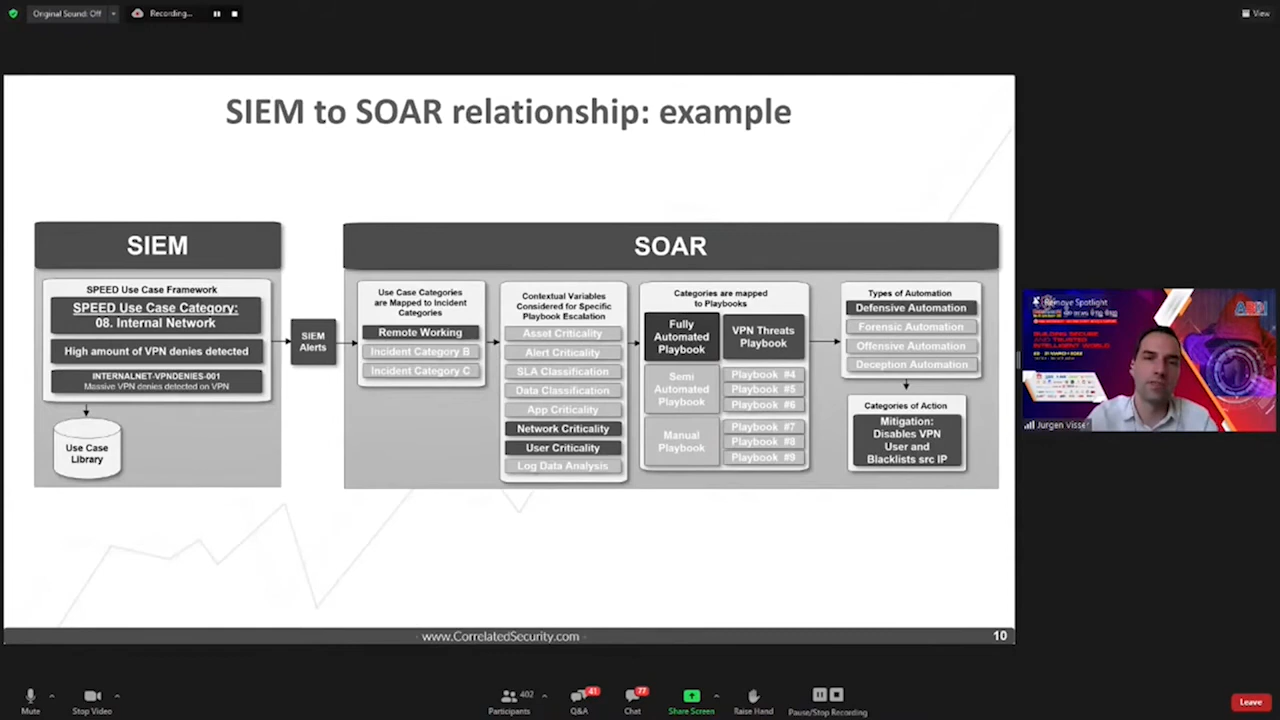 Original Sound: Off
Recording...
View
SIEM to SOAR relationship: example
SIEM
SPEED Use Case Framework
SPEED Use Case Category:
08. Internal Network
High amount of VPN denies detected
INTERNALNET-VPNDENIES-001
Massive VPN denies detected on VPN
Use Case
Library
SIEM
Alerts
SOAR
Use Case Categories
are Mapped to Incident
Categories
Remote Working
Incident Category B
Incident Category C
Contextual Variables
Considered for Specific
Playbook Escalation
Asset Criticality
Alert Criticality
SLA Classification
Data Classification
App Criticality
Network Criticality
User Criticality
Log Data Analysis
Categories are mapped
to Playbooks
Fully
Automated
Playbook
VPN Threats
Playbook
Semi
Automated
Playbook
Playbook #4
Playbook #5
Playbook #6
Manual
Playbook
Playbook #7
Playbook #8
Playbook #9
Types of Automation
Defensive Automation
Forensic Automation
Offensive Automation
Deception Automation
Categories of Action
Mitigation:
Disables VPN
User and
Blacklists src IP
- www.CorrelatedSecurity.com -
10
Remove Spotlight
BUILDING SECURE
AND TRUSTED
INTELLIGENT WORLD
Jurgen Visser
Mute
Stop Video
402
Participants
41
Q&A
77
Chat
Share Screen
Raise Hand
Pause/Stop Recording
Leave